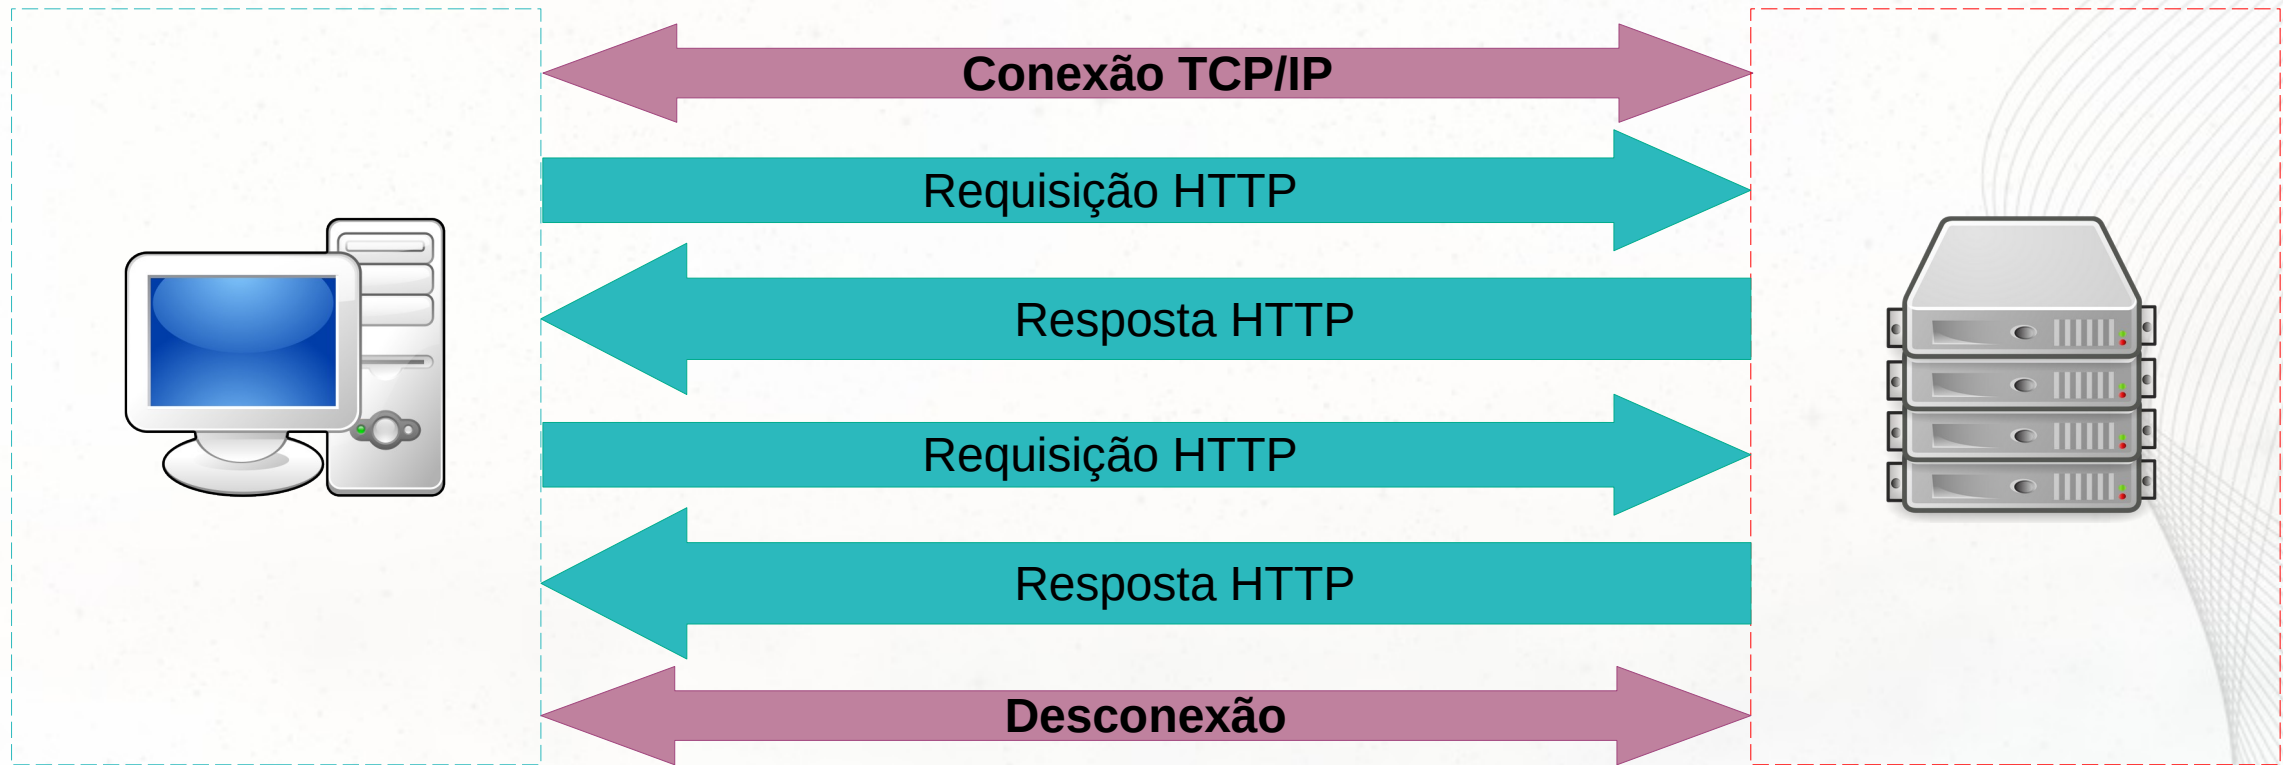 Conexão TCP/IP
Requisição HTTP
Resposta HTTP
Requisição HTTP
Resposta HTTP
Desconexão